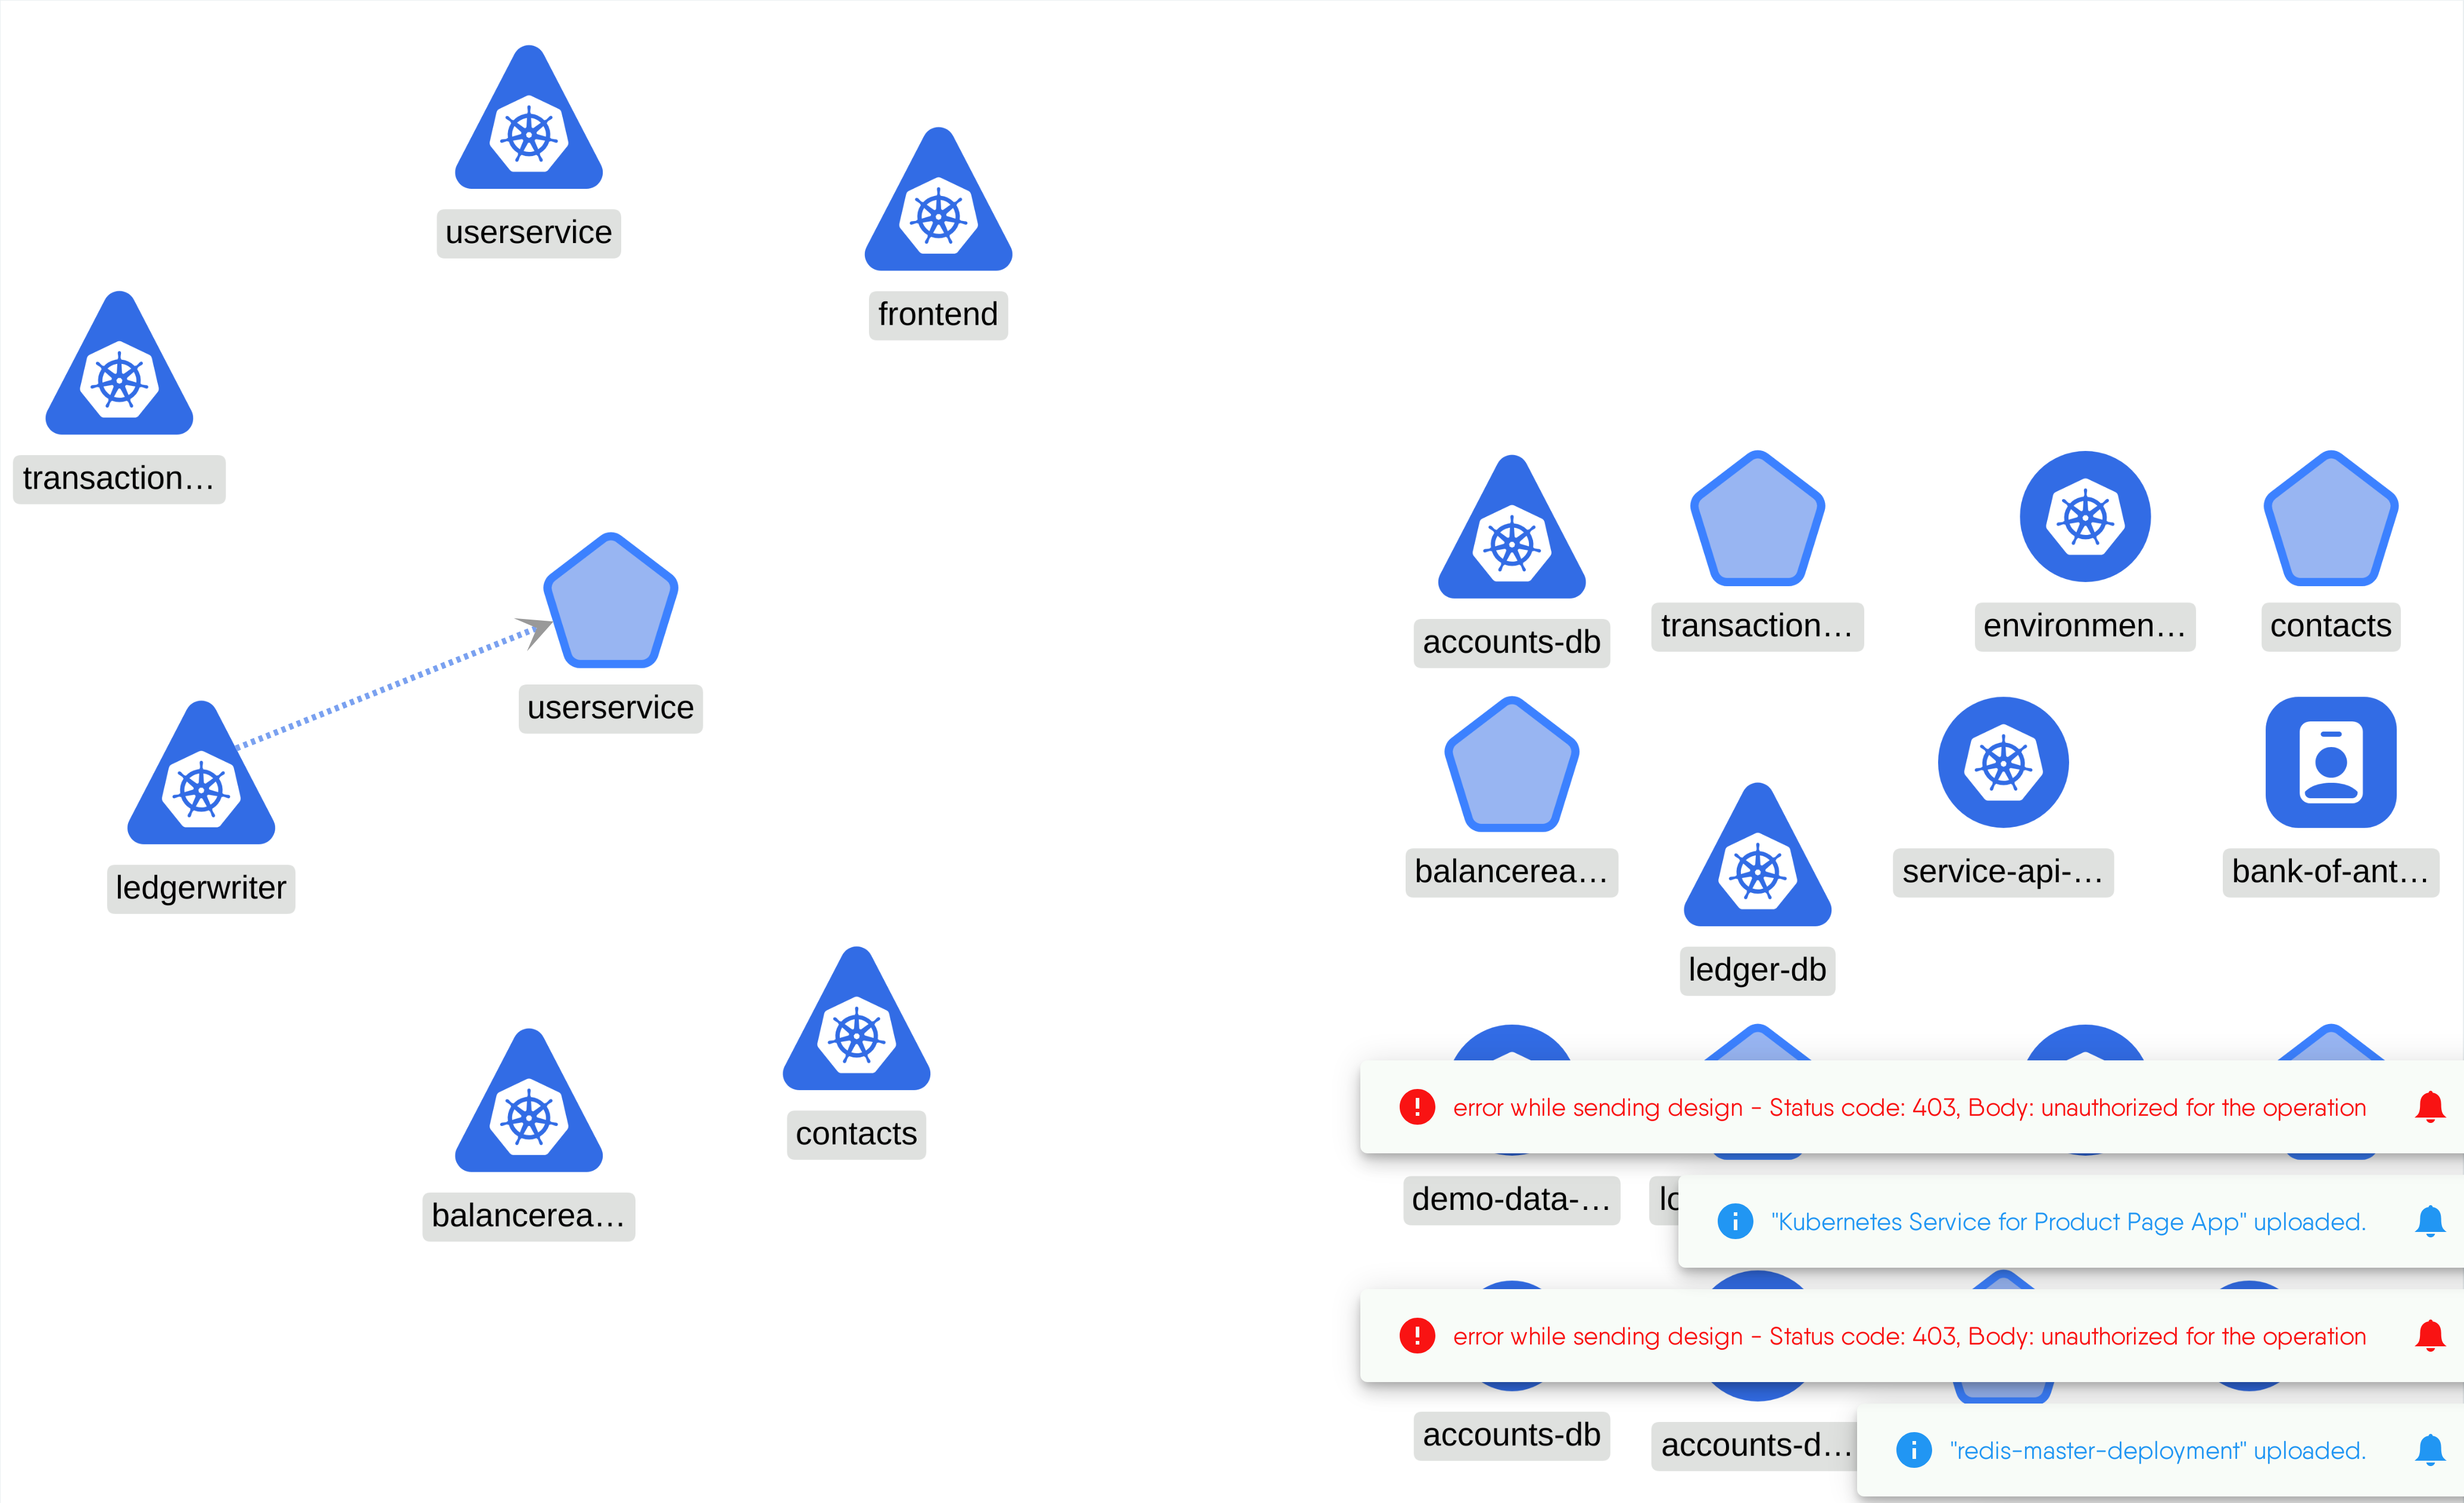 userservice
frontend
transaction…
userservice
ledgerwriter
contacts
balancerea…
accounts-db
transaction…
environmen…
contacts
balancerea…
service-api-…
bank-of-ant…
ledger-db
error while sending design - Status code: 403, Body: unauthorized for the operation
demo-data-…
"Kubernetes Service for Product Page App" uploaded.
error while sending design - Status code: 403, Body: unauthorized for the operation
accounts-db
accounts-d…
"redis-master-deployment" uploaded.